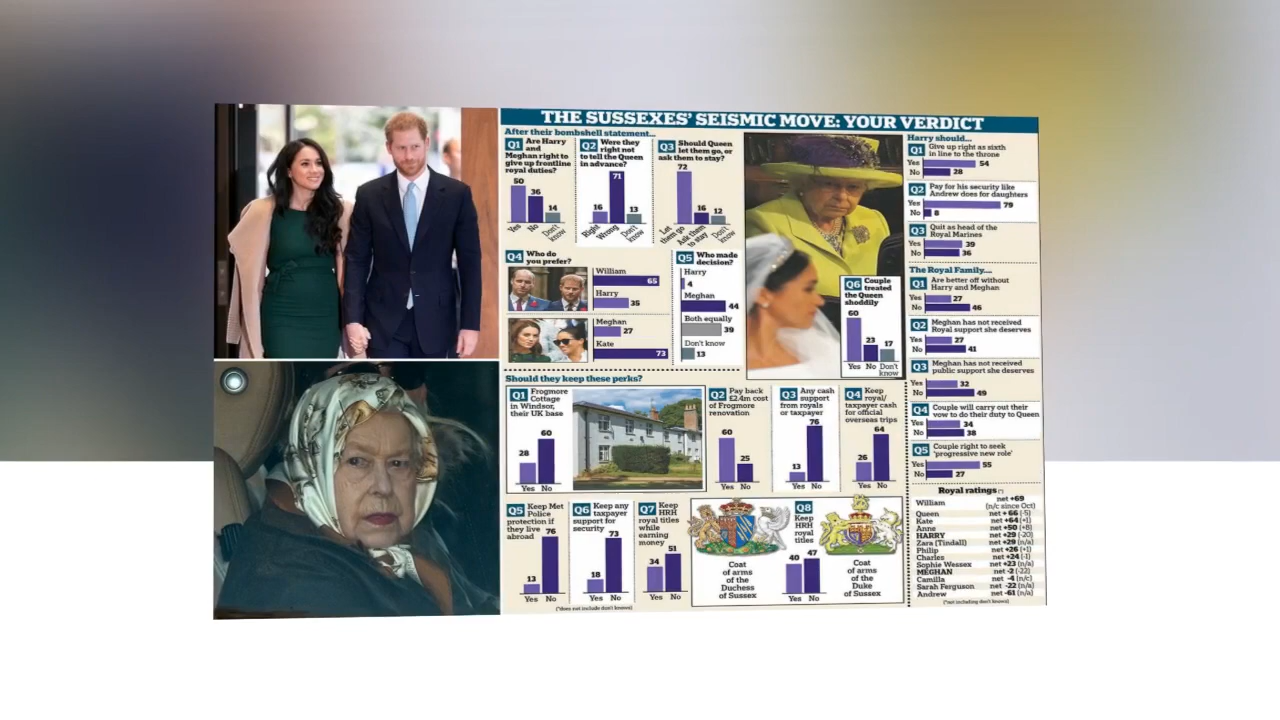 THE SUSSEXES' SEISMIC MOVE: YOUR VERDICT
After their bombshell statement...
Q1 Are Harry
and
Meghan right to
give up frontline
royal duties?
50
36
14
Yes
No
Don't
know
Q2 Were they
right not
to tell the Queen
in advance?
16
71
13
Right
Wrong
Don't
know
Q3 Should Queen
let them go, or
ask them to stay?
72
16
12
Let
them go
Ask them
to stay
Don't
know
Q4 Who do
you prefer?
William
65
Harry
35
Meghan
27
Kate
73
Q5 Who made
decision?
Harry
4
Meghan
44
Both equally
39
Don't know
13
Q6 Couple
treated
the Queen
shoddily
60
23
17
Yes No Don't
know
Should they keep these perks?
Q1 Frogmore
Cottage
in Windsor,
their UK base
28
60
Yes No
Q2 Pay back
£2.4m cost
of Frogmore
renovation
60
25
Yes No
Q3 Any cash
support
from royals
or taxpayer
13
76
Yes No
Q4 Keep
royal/
taxpayer cash
for official
overseas trips
26
64
Yes No
Q5 Keep Met
Police
protection if
they live
abroad
13
76
Yes No
Q6 Keep any
taxpayer
support for
security
18
73
Yes No
Q7 Keep
HRH
royal titles
while
earning
money
34
51
Yes No
Coat
of arms
of the
Duchess
of Sussex
Q8
Keep
HRH
royal
titles
40 47
Yes No
Coat
of arms
of the
Duke
of Sussex
(*does not include don't knows)
Harry should...
Q1 Give up right as sixth
in line to the throne
Yes 54
No 28
Q2 Pay for his security like
Andrew does for daughters
Yes 79
No 8
Q3 Quit as head of the
Royal Marines
Yes 39
No 36
The Royal Family....
Q1 Are better off without
Harry and Meghan
Yes 27
No 46
Q2 Meghan has not received
Royal support she deserves
Yes 27
No 41
Q3 Meghan has not received
public support she deserves
Yes 32
No 49
Q4 Couple will carry out their
vow to do their duty to Queen
Yes 34
No 38
Q5 Couple right to seek
'progressive new role'
Yes 55
No 27
Royal ratings (*)
William net +69
(n/c since Oct)
Queen net +66 (-5)
Kate net +64 (+1)
Anne net +50 (+8)
HARRY net +29 (-20)
Zara (Tindall) net +29 (n/a)
Philip net +26 (+1)
Charles net +24 (-1)
Sophie Wessex net +23 (n/a)
MEGHAN net -2 (-22)
Camilla net -4 (n/c)
Sarah Ferguson net -22 (n/a)
Andrew net -61 (n/a)
(*not including don't knows)